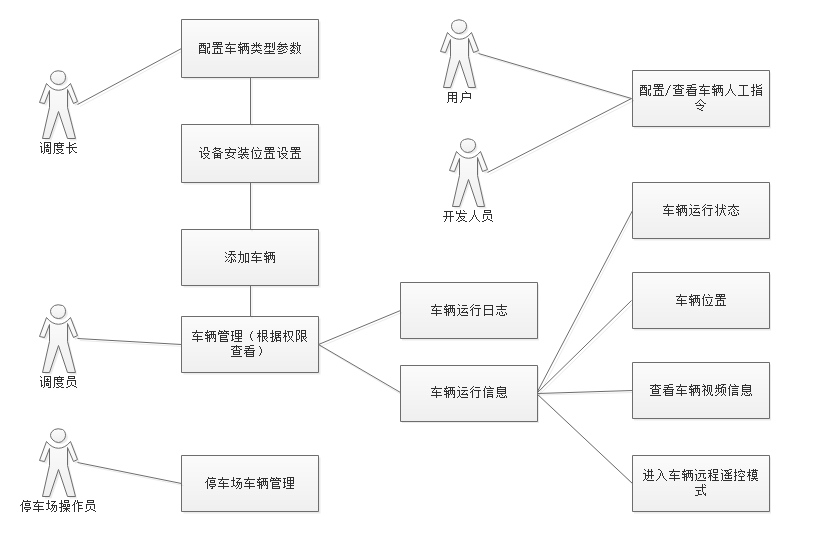 配置车辆类型参数
调度长
设备安装位置设置
添加车辆
车辆管理（根据权限
查看）
调度员
停车场车辆管理
停车场操作员
车辆运行日志
车辆运行信息
用户
开发人员
配置/查看车辆人工指
令
车辆运行状态
车辆位置
查看车辆视频信息
进入车辆远程遥控模
式